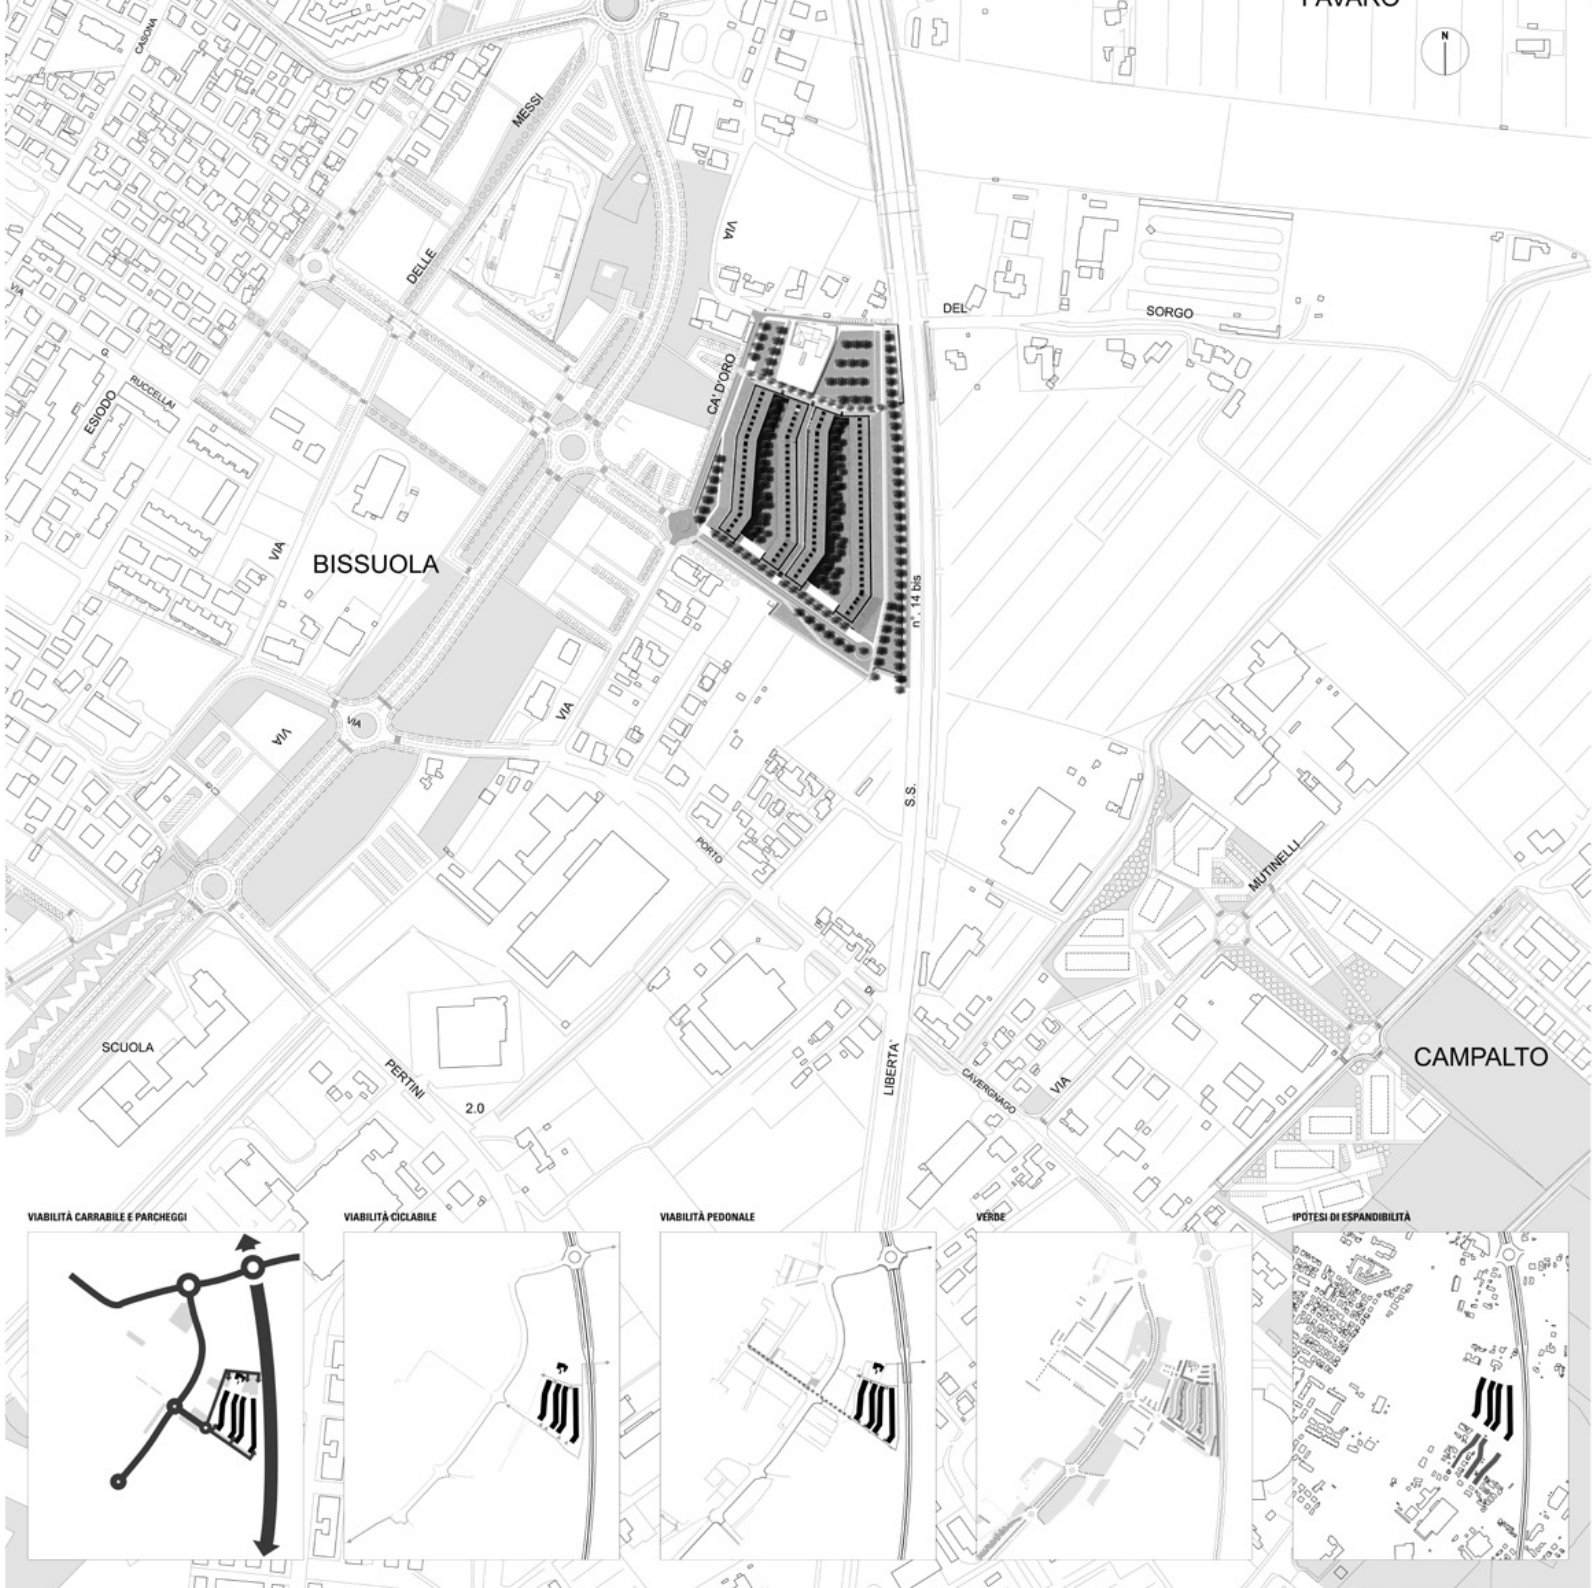 FAVARO
N
CASONA
MESSI
DELLE
VIA
VIA
DEL
SORGO
CA' D'ORO
G.
RUCCELLAI
ESIODO
VIA
BISSUOLA
n°. 14 bis
VIA
VIA
VIA
S.S.
PORTO
MUTINELLI
DI
SCUOLA
PERTINI
2.0
LIBERTA'
CAVERGNAGO
VIA
CAMPALTO
VIABILITÀ CARRABILE E PARCHEGGI
VIABILITÀ CICLABILE
VIABILITÀ PEDONALE
VERDE
IPOTESI DI ESPANDIBILITÀ